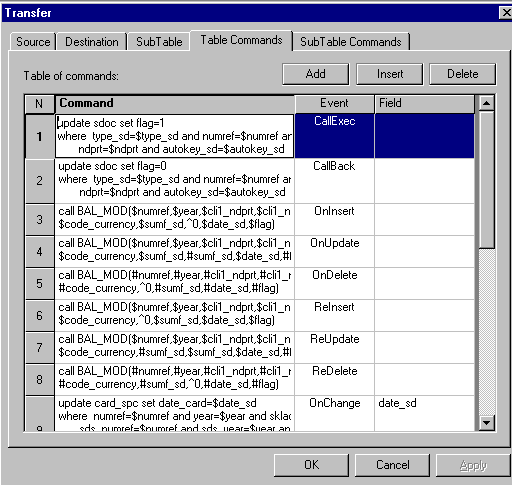 Transfer
Source Destination SubTable Table Commands SubTable Commands
Table of commands: Add Insert Delete
N Command Event Field
1 update sdoc set flag=1 CallExec
where type_sd=$type_sd and numref=$numref ar
ndprt=$ndprt and autokey_sd=$autokey_sd
2 update sdoc set flag=0 CallBack
where type_sd=$type_sd and numref=$numref ar
ndprt=$ndprt and autokey_sd=$autokey_sd
3 call BAL_MOD($numref,$year,$cli1_ndprt,$cli1_n OnInsert
$code_currency,$sumf_sd,^0,$date_sd,$flag)
4 call BAL_MOD($numref,$year,$cli1_ndprt,$cli1_n OnUpdate
$code_currency,$sumf_sd,#sumf_sd,$date_sd,#f
5 call BAL_MOD(#numref,#year,#cli1_ndprt,#cli1_r OnDelete
#code_currency,^0,#sumf_sd,#date_sd,#flag)
6 call BAL_MOD($numref,$year,$cli1_ndprt,$cli1_n ReInsert
$code_currency,^0,$sumf_sd,$date_sd,$flag)
7 call BAL_MOD($numref,$year,$cli1_ndprt,$cli1_n ReUpdate
$code_currency,#sumf_sd,$sumf_sd,$date_sd,#f
8 call BAL_MOD(#numref,#year,#cli1_ndprt,#cli1_r ReDelete
#code_currency,#sumf_sd,^0,#date_sd,#flag)
9 update card_spc set date_card=$date_sd OnChange date_sd
where numref=$numref and year=$year and sklad
sds_numref=$numref and sds_year=$year an
OK Cancel Apply